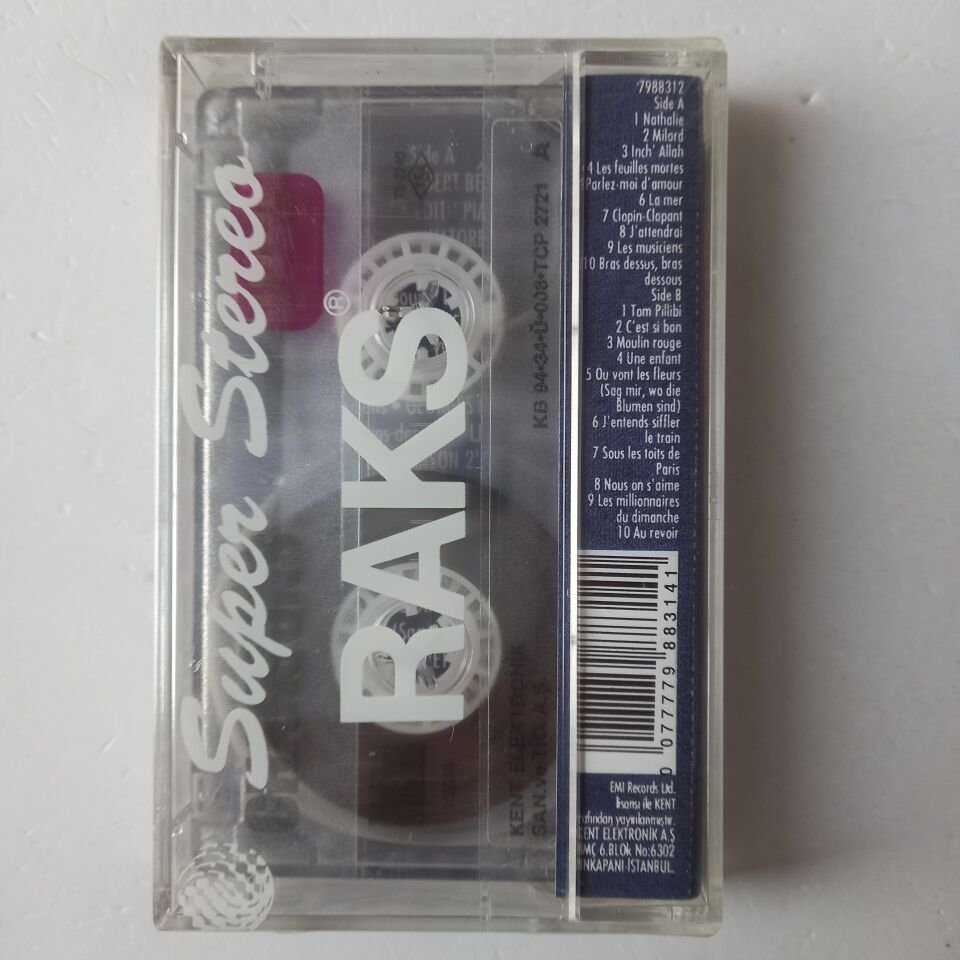 Super Stereo
RAKS®
KB 94•34•Ü•008•TCP 2721 A
KENT ELEKTRONİK
SAN.ve TİC.A.Ş.
Side A
7988312
Side A
1 Nathalie
2 Milord
3 Inch' Allah
4 Les feuilles mortes
Parlez-moi d'amour
6 La mer
7 Clopin-Clopant
8 J'attendrai
9 Les musiciens
10 Bras dessus, bras
dessous
Side B
1 Tom Pillibi
2 C'est si bon
3 Moulin rouge
4 Une enfant
5 Ou vont les fleurs
(Sag mir, wo die
Blumen sind)
6 J'entends siffler
le train
7 Sous les toits de
Paris
8 Nous on s'aime
9 Les millionnaires
du dimanche
10 Au revoir
0 077779 883141
EMI Records Ltd.
lisansı ile KENT
yayınlanmıştır.
KENT ELEKTRONİK A.Ş
6.BLOk No:6302
İSTANBUL.